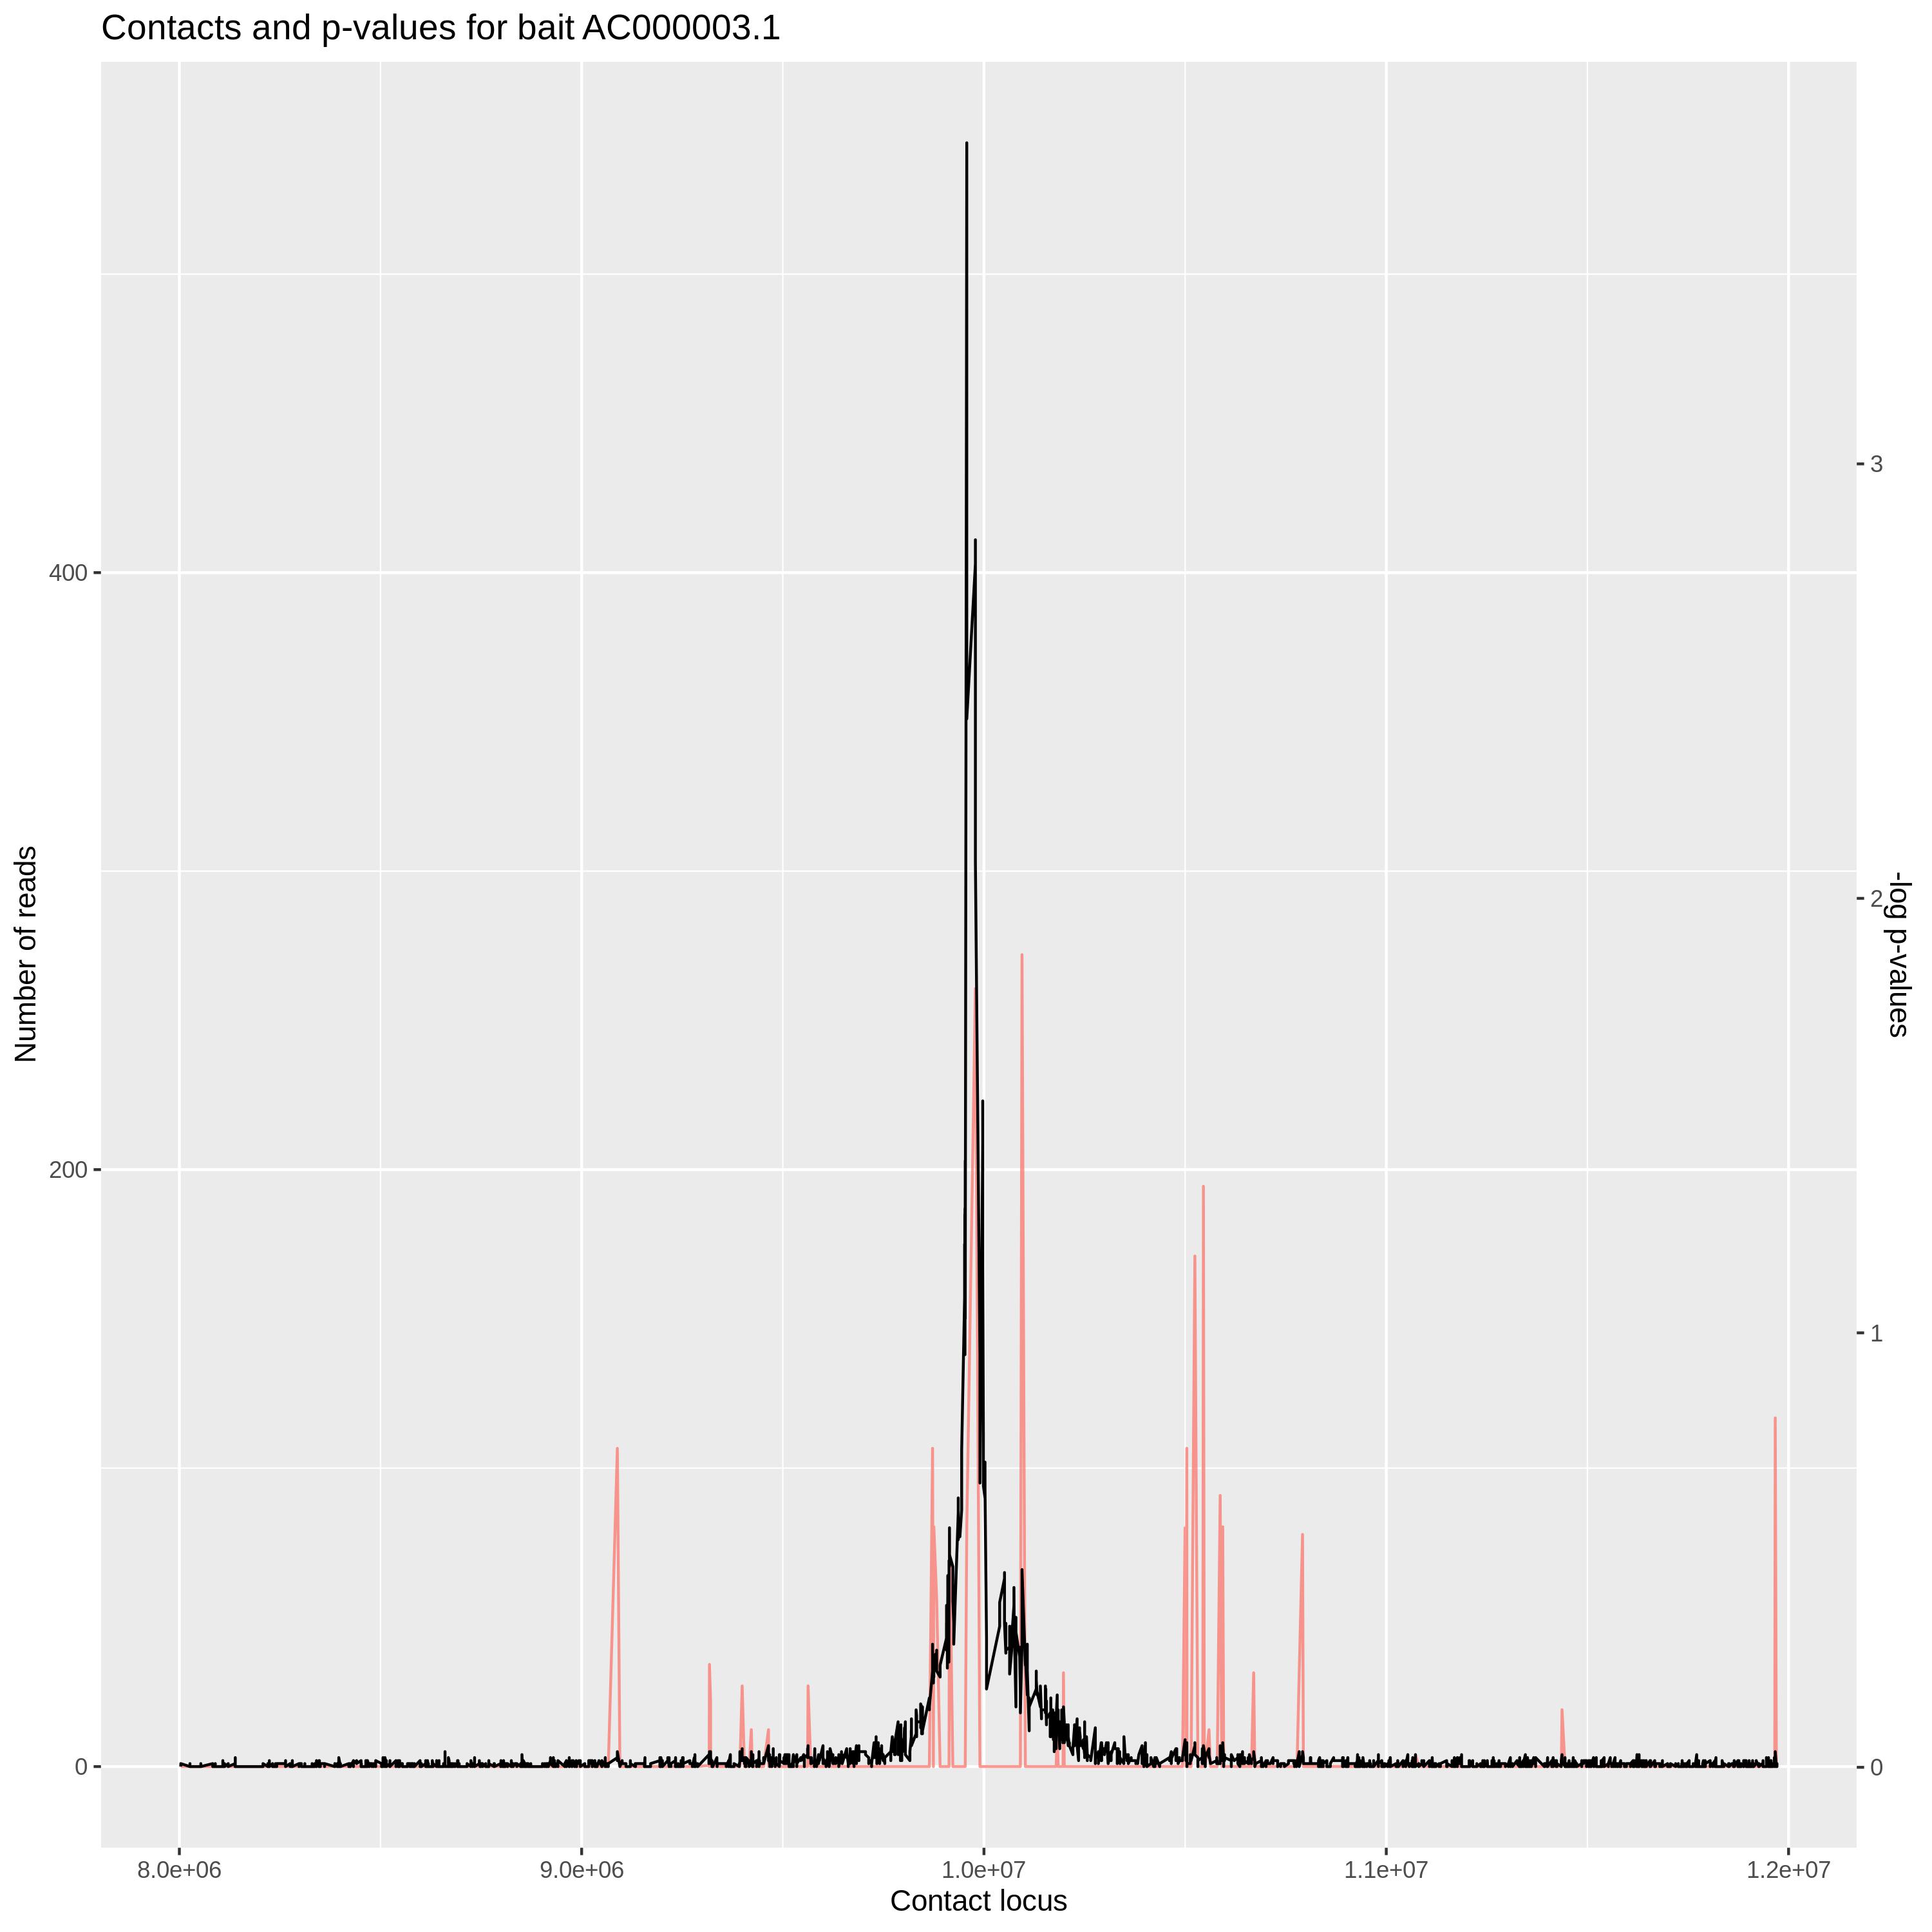 Contacts and p-values for bait AC000003.1
Number of reads
400
200
0
3
2
1
0
-log p-values
8.0e+06
9.0e+06
1.0e+07
1.1e+07
1.2e+07
Contact locus